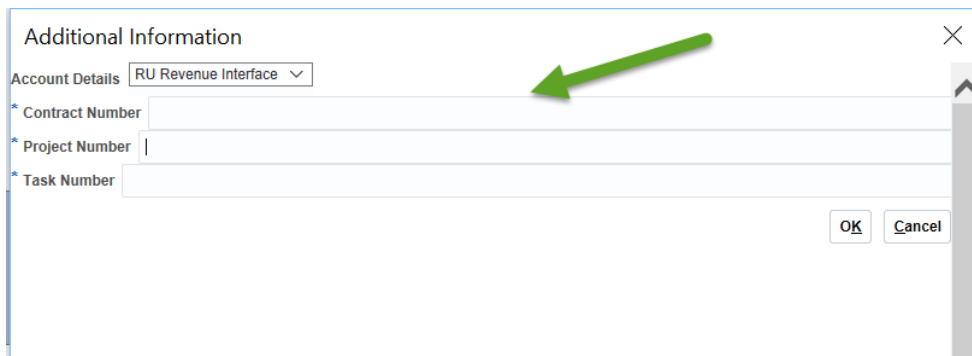 Additional Information
Account Details RU Revenue Interface
* Contract Number
* Project Number
* Task Number
OK Cancel